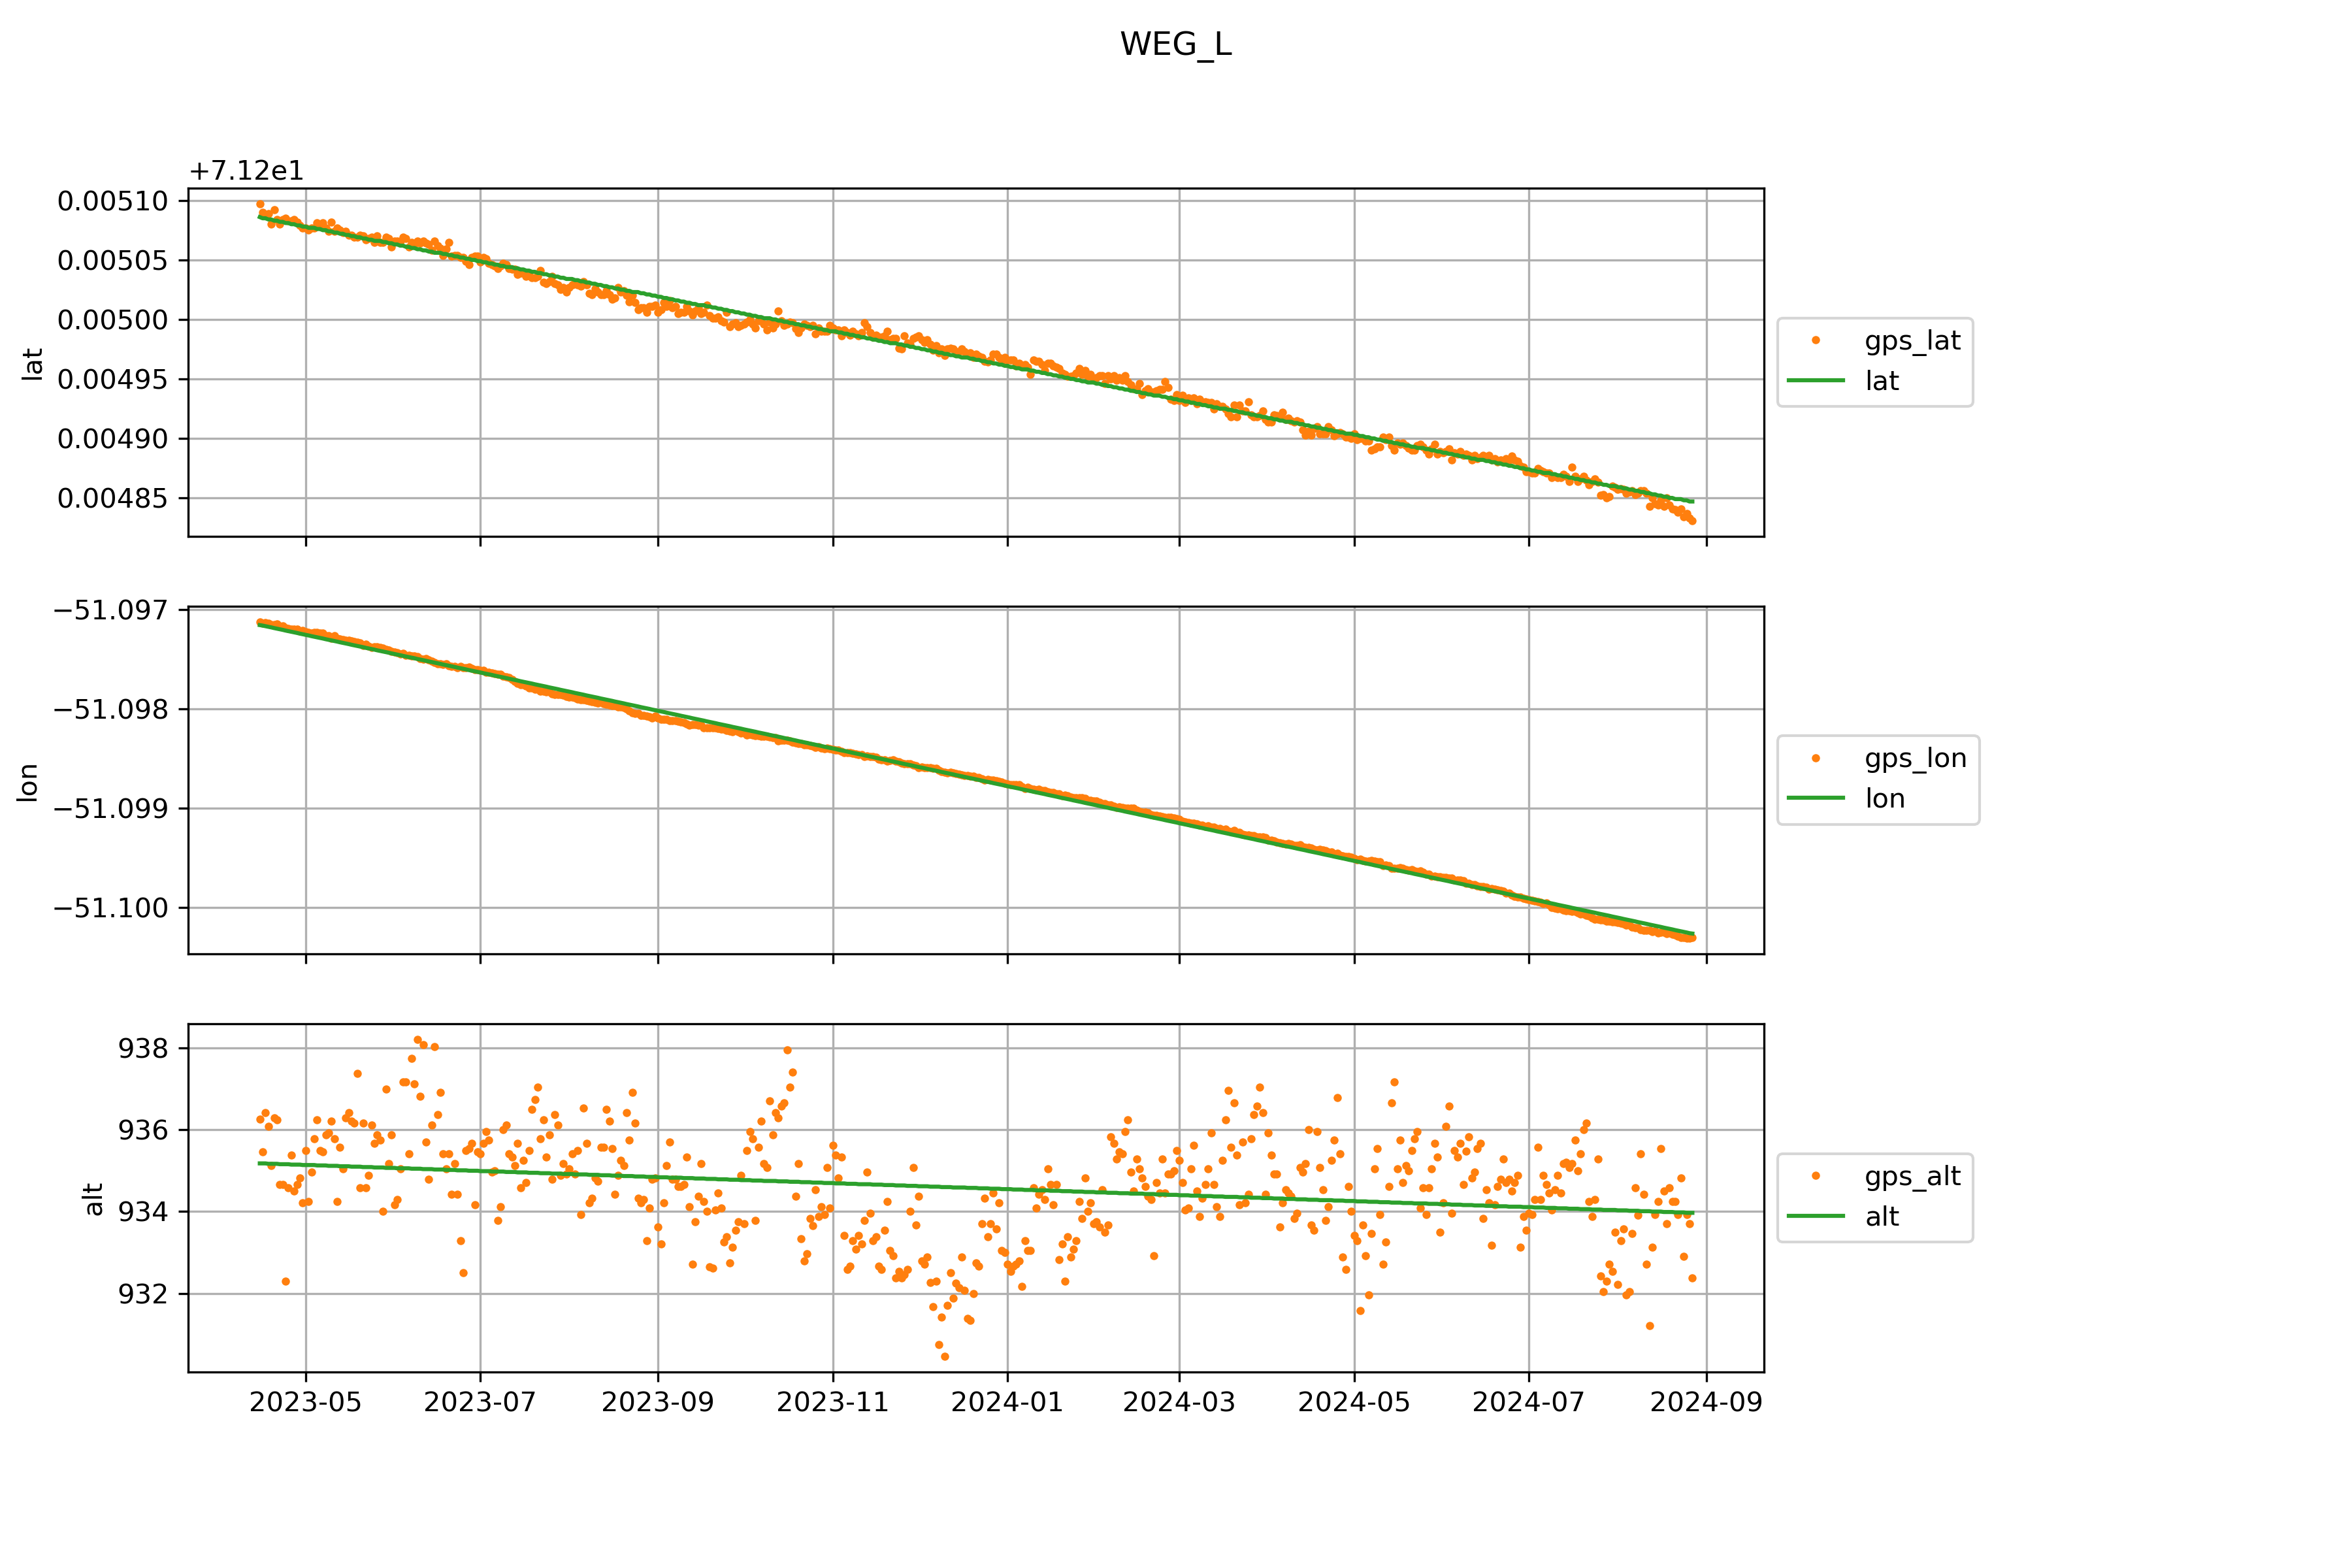 WEG_L
+7.12e1
0.00510
0.00505
0.00500
0.00495
0.00490
0.00485
lat
gps_lat
lat
−51.097
−51.098
−51.099
−51.100
lon
gps_lon
lon
938
936
934
932
alt
gps_alt
alt
2023-05 2023-07 2023-09 2023-11 2024-01 2024-03 2024-05 2024-07 2024-09